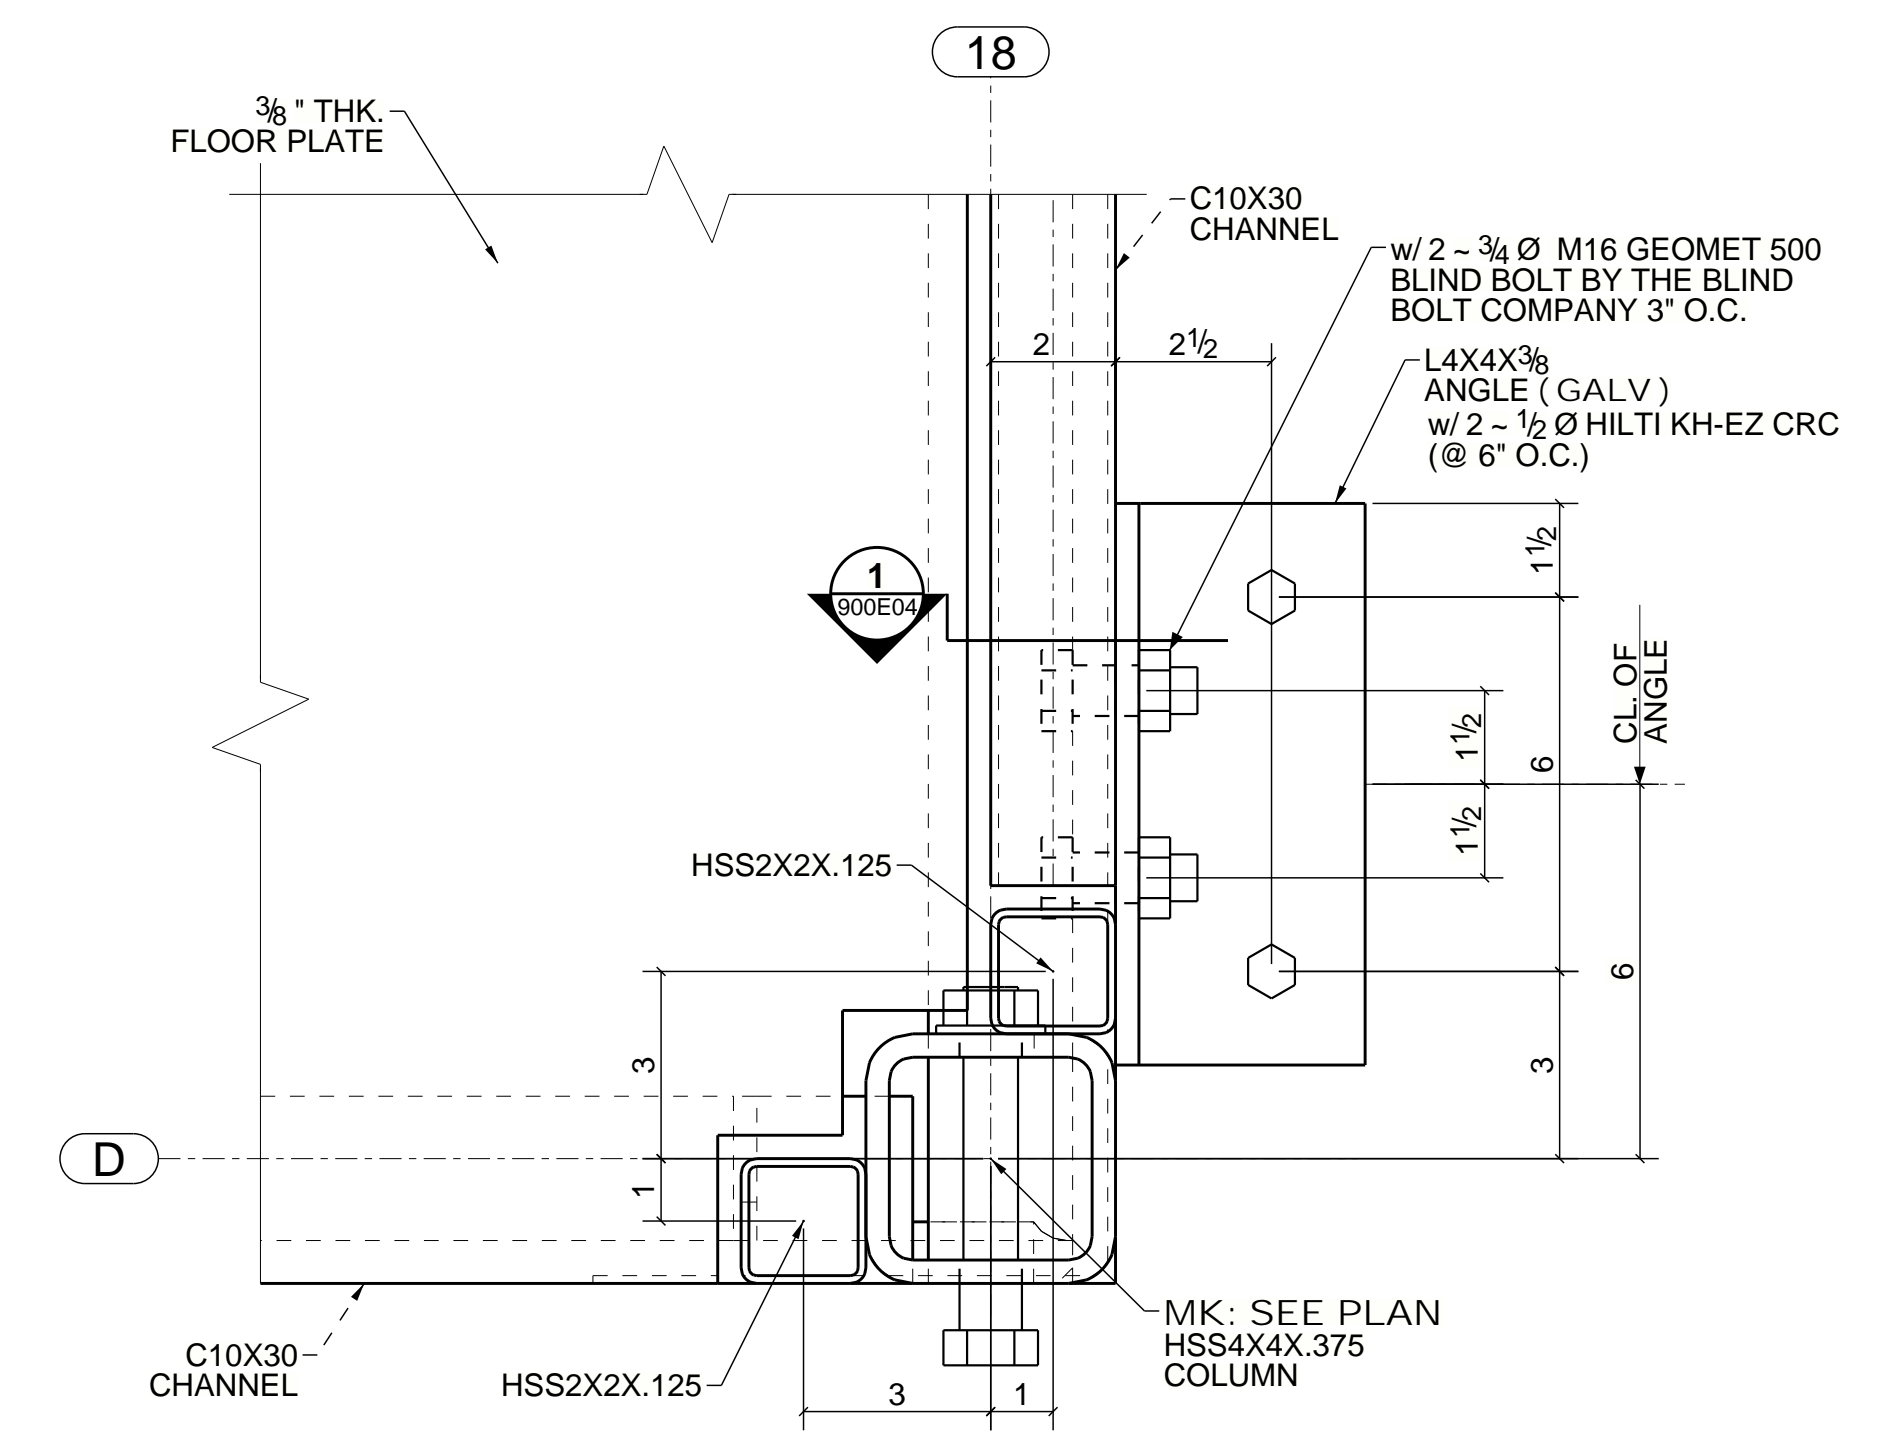 18
3/8 " THK.
FLOOR PLATE
C10X30
CHANNEL
w/ 2 ~ 3/4 Ø M16 GEOMET 500
BLIND BOLT BY THE BLIND
BOLT COMPANY 3" O.C.
2
2 1/2
L4X4X3/8
ANGLE (GALV)
w/ 2 ~ 1/2 Ø HILTI KH-EZ CRC
(@ 6" O.C.)
1 1/2
1
900E04
CL. OF
ANGLE
1 1/2
6
1 1/2
HSS2X2X.125
6
3
3
D
1
MK: SEE PLAN
HSS4X4X.375
COLUMN
C10X30
CHANNEL
HSS2X2X.125
3
1